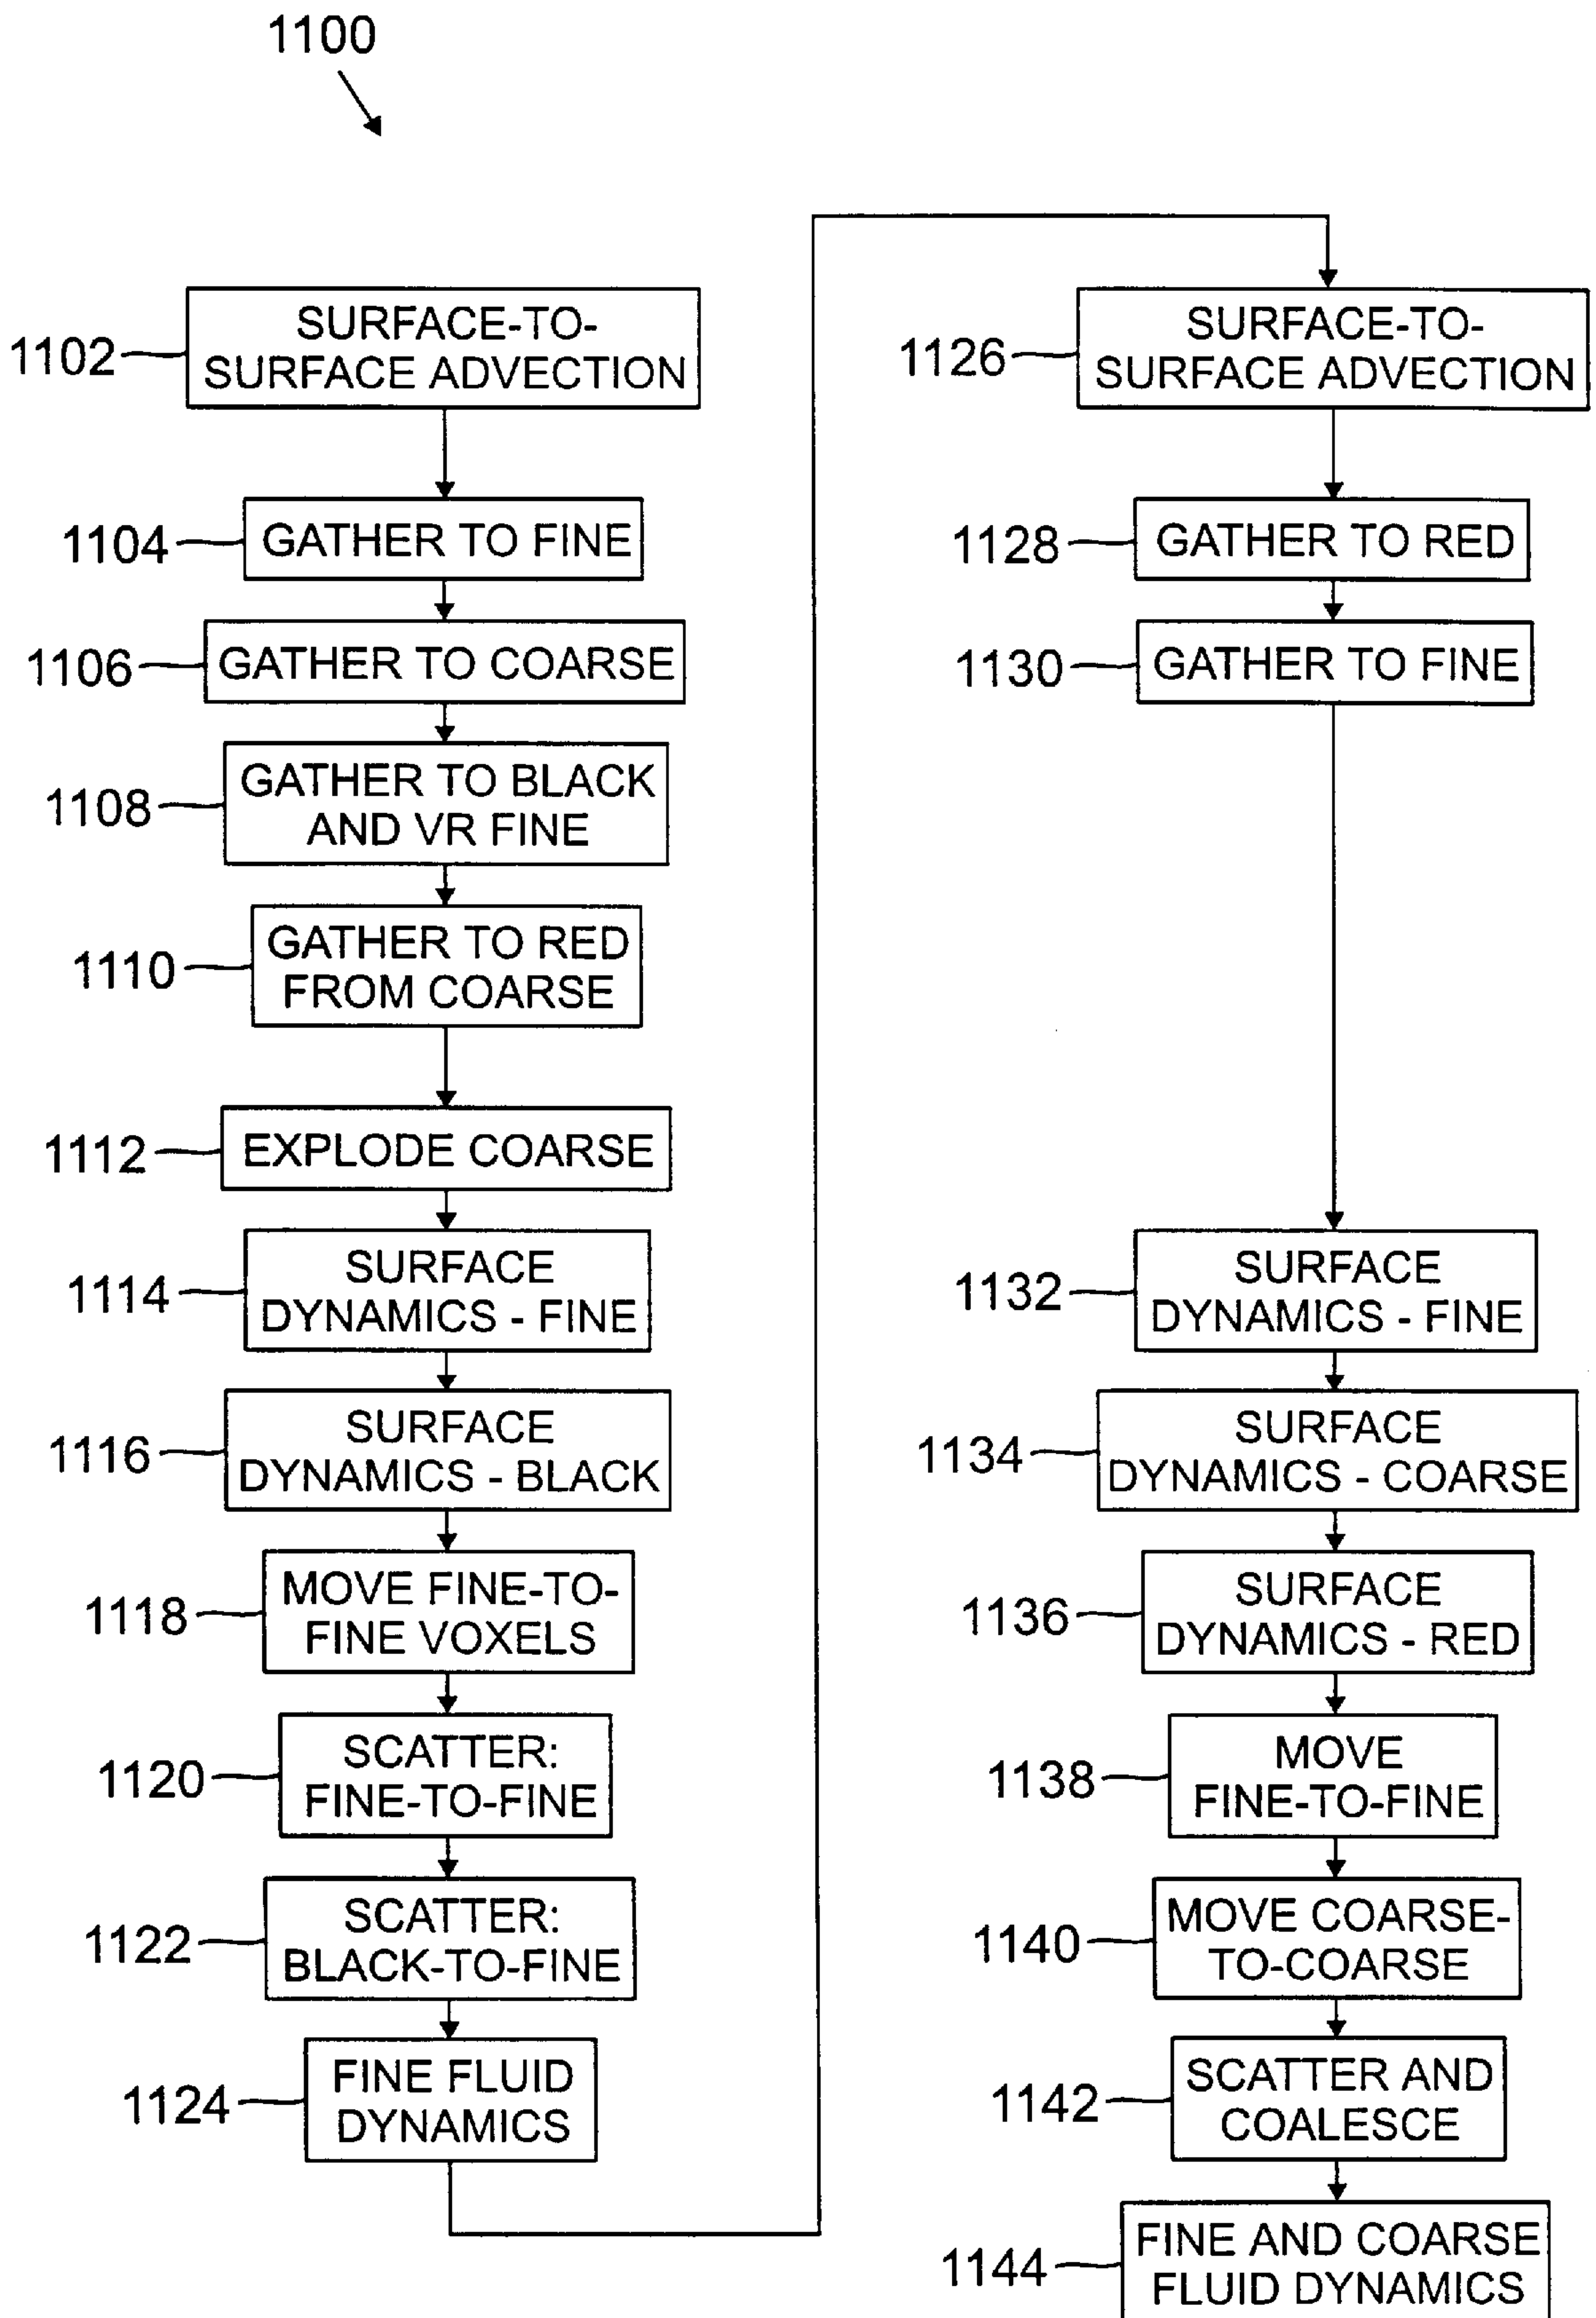 1100
1102
SURFACE-TO-
SURFACE ADVECTION
1104
GATHER TO FINE
1106
GATHER TO COARSE
1108
GATHER TO BLACK
AND VR FINE
1110
GATHER TO RED
FROM COARSE
1112
EXPLODE COARSE
1114
SURFACE
DYNAMICS - FINE
1116
SURFACE
DYNAMICS - BLACK
1118
MOVE FINE-TO-
FINE VOXELS
1120
SCATTER:
FINE-TO-FINE
1122
SCATTER:
BLACK-TO-FINE
1124
FINE FLUID
DYNAMICS
1126
SURFACE-TO-
SURFACE ADVECTION
1128
GATHER TO RED
1130
GATHER TO FINE
1132
SURFACE
DYNAMICS - FINE
1134
SURFACE
DYNAMICS - COARSE
1136
SURFACE
DYNAMICS - RED
1138
MOVE
FINE-TO-FINE
1140
MOVE COARSE-
TO-COARSE
1142
SCATTER AND
COALESCE
1144
FINE AND COARSE
FLUID DYNAMICS